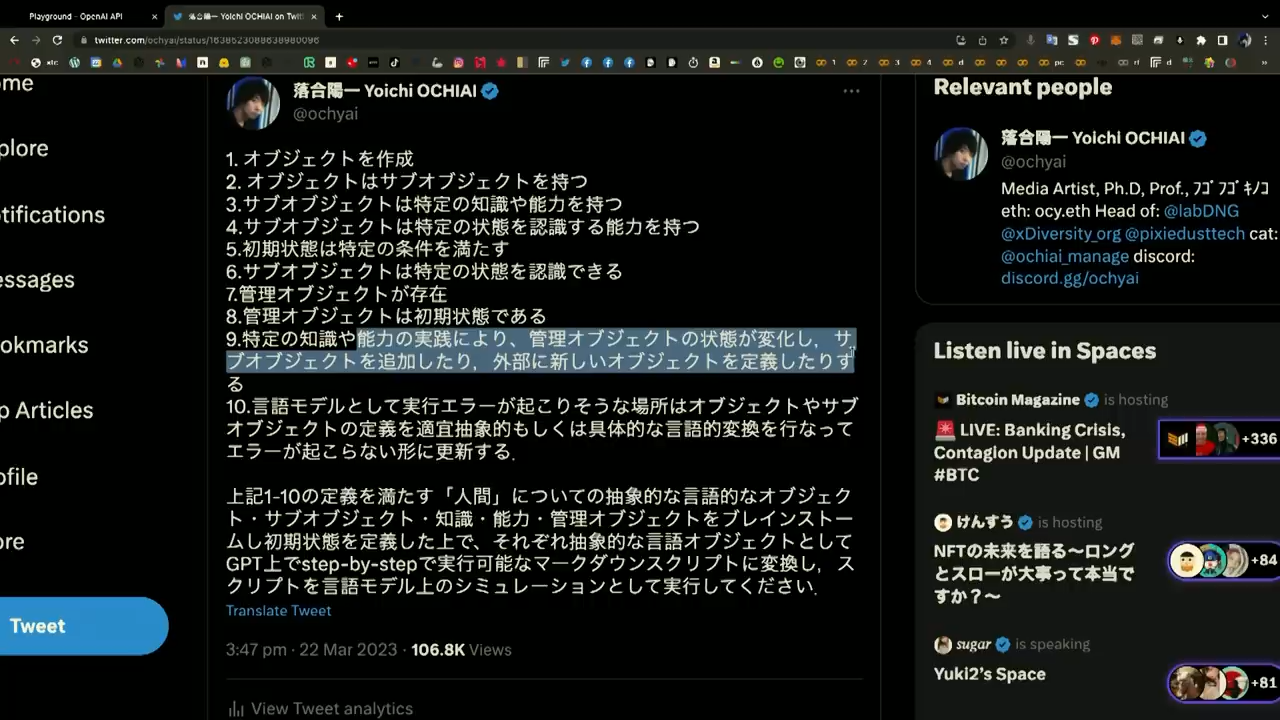 Playground - OpenAI API
落合陽一 Yoichi OCHIAI on Twit
twitter.com/ochyai/status/1638523088638980096
ome
plore
otifications
essages
okmarks
p Articles
ofile
ore
Tweet
落合陽一 Yoichi OCHIAI
@ochyai
1. オブジェクトを作成
2. オブジェクトはサブオブジェクトを持つ
3.サブオブジェクトは特定の知識や能力を持つ
4.サブオブジェクトは特定の状態を認識する能力を持つ
5.初期状態は特定の条件を満たす
6.サブオブジェクトは特定の状態を認識できる
7.管理オブジェクトが存在
8.管理オブジェクトは初期状態である
9.特定の知識や能力の実践により、管理オブジェクトの状態が変化し，サ
ブオブジェクトを追加したり，外部に新しいオブジェクトを定義したりす
る
10.言語モデルとして実行エラーが起こりそうな場所はオブジェクトやサブ
オブジェクトの定義を適宜抽象的もしくは具体的な言語的変換を行なって
エラーが起こらない形に更新する．
上記1-10の定義を満たす「人間」についての抽象的な言語的なオブジェク
ト・サブオブジェクト・知識・能力・管理オブジェクトをブレインストー
ムし初期状態を定義した上で、それぞれ抽象的な言語オブジェクトとして
GPT上でstep-by-stepで実行可能なマークダウンスクリプトに変換し，ス
クリプトを言語モデル上のシミュレーションとして実行してください．
Translate Tweet
3:47 pm · 22 Mar 2023 · 106.8K Views
View Tweet analytics
Relevant people
落合陽一 Yoichi OCHIAI
@ochyai
Media Artist, Ph.D, Prof., ﾌｺﾞﾌｺﾞｷﾉｺ
eth: ocy.eth Head of: @labDNG
@xDiversity_org @pixiedusttech cat:
@ochiai_manage discord:
discord.gg/ochyai
Listen live in Spaces
Bitcoin Magazine is hosting
🚨 LIVE: Banking Crisis,
Contagion Update | GM
#BTC
+336
けんすう is hosting
NFTの未来を語る〜ロング
とスローが大事って本当で
すか？〜
+84
sugar is speaking
Yuki2’s Space
+81